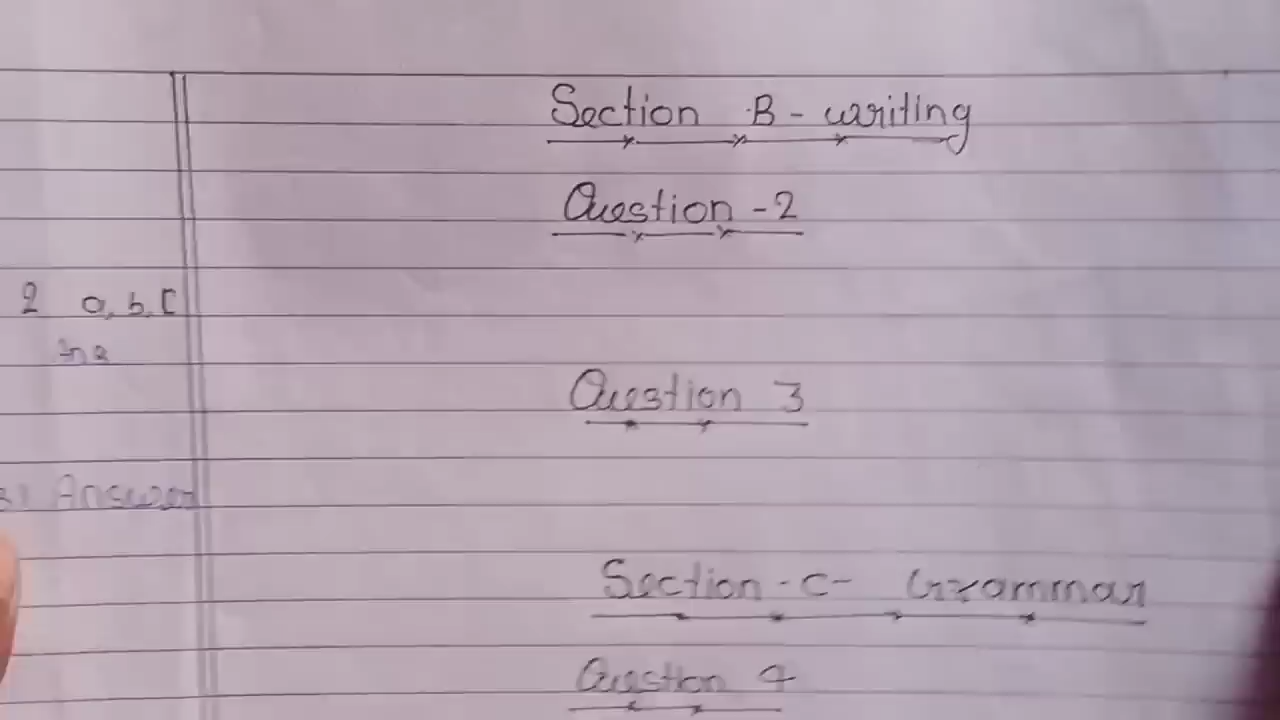 Section B - writing
Question - 2
2 a, b, c
Question 3
Answer
Section - C - Grammar
Question 4